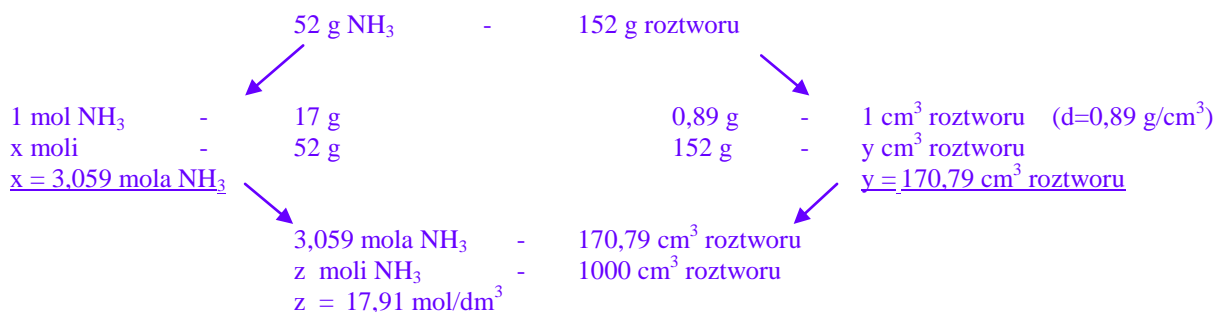 52 g NH₃ - 152 g roztworu
1 mol NH₃ - 17 g 0,89 g - 1 cm³ roztworu (d=0,89 g/cm³)
x moli - 52 g 152 g - y cm³ roztworu
x = 3,059 mola NH₃ y = 170,79 cm³ roztworu
3,059 mola NH₃ - 170,79 cm³ roztworu
z moli NH₃ - 1000 cm³ roztworu
z = 17,91 mol/dm³